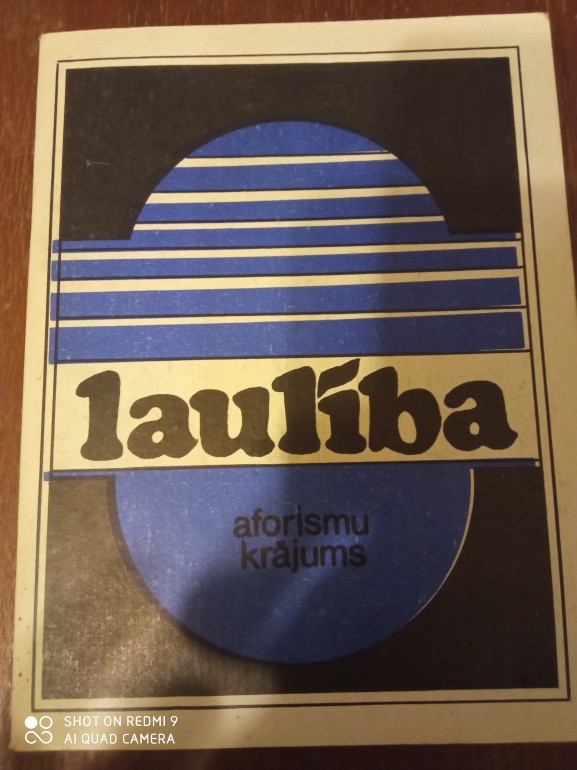 laulība
aforismu
krājums
SHOT ON REDMI 9
AI QUAD CAMERA